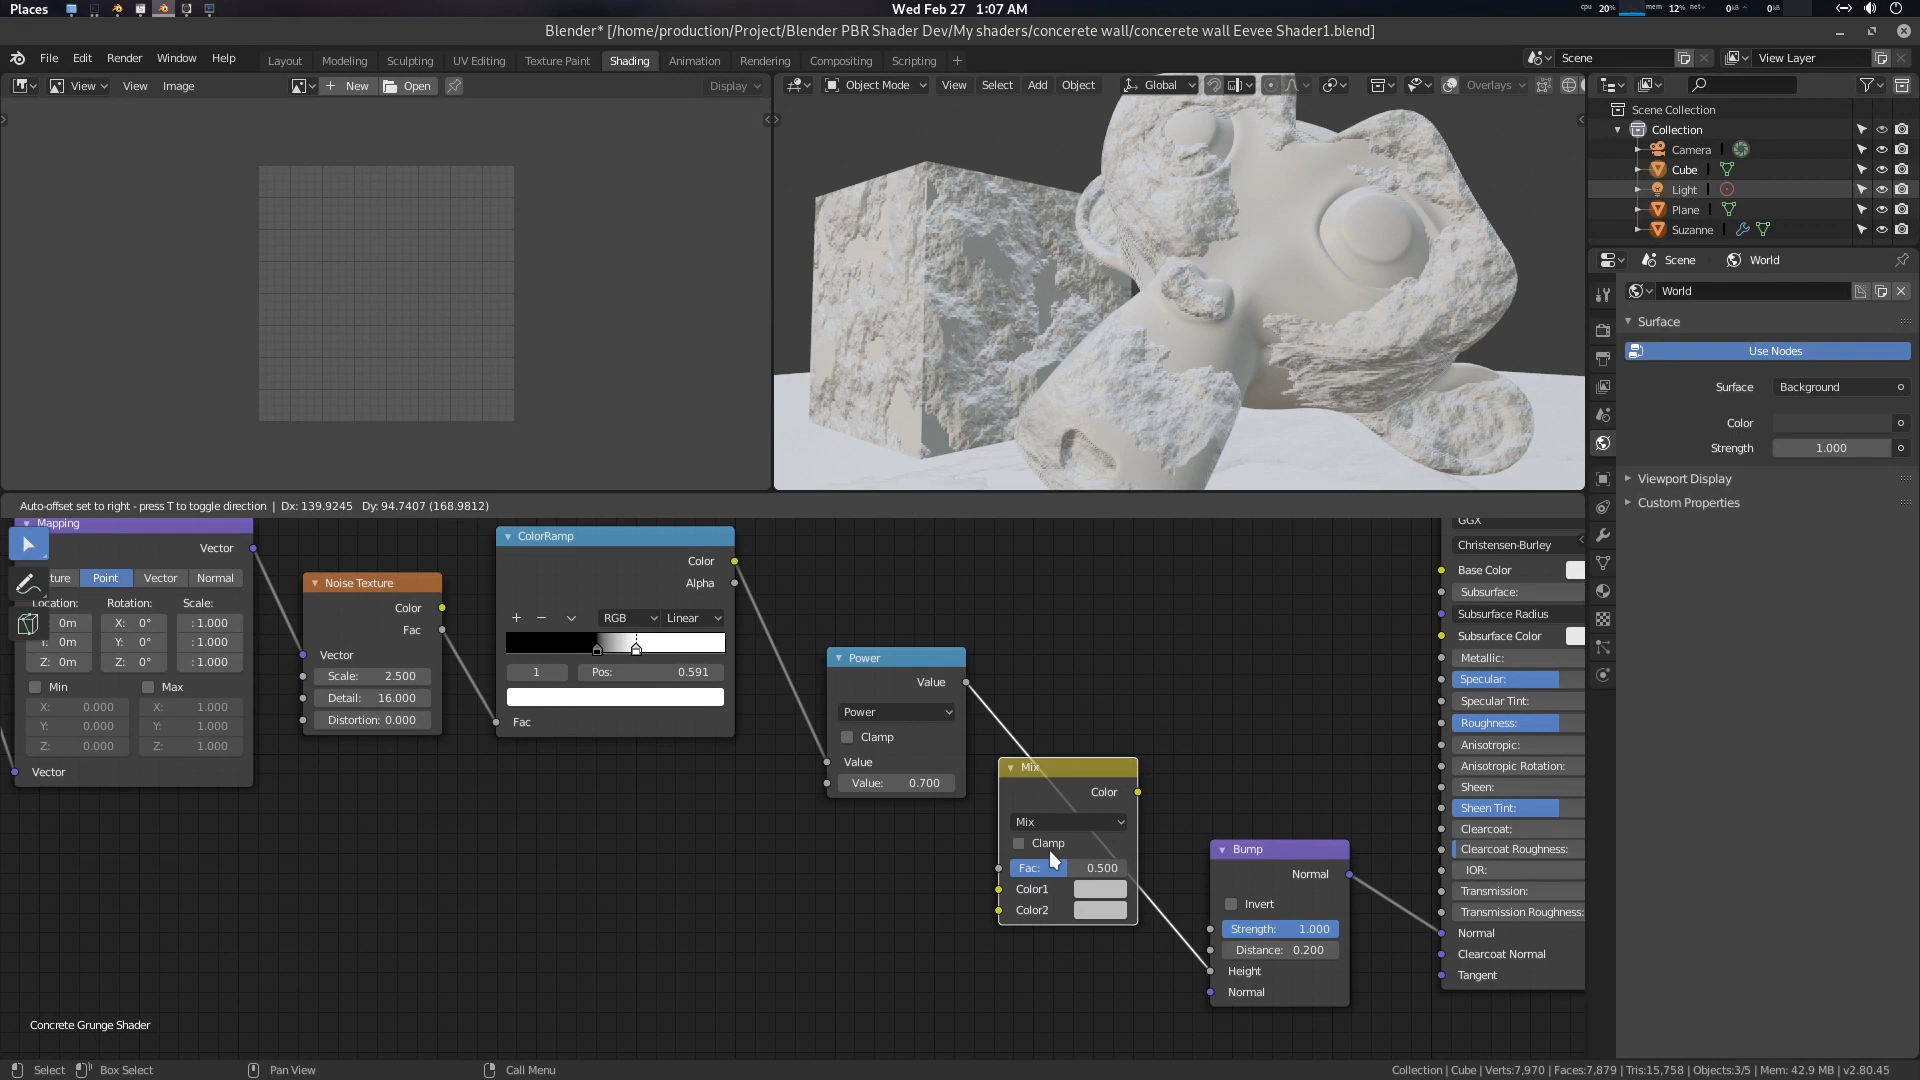 Places
Wed Feb 27 1:07 AM
cpu 20% mem 12% net 0kB 0kB
Blender* [/home/production/Project/Blender PBR Shader Dev/My shaders/concerete wall/concerete wall Eevee Shader1.blend]
File Edit Render Window Help
Layout Modeling Sculpting UV Editing Texture Paint Shading Animation Rendering Compositing Scripting +
Scene
View Layer
View View Image
+ New Open
Display
Object Mode View Select Add Object
Global
Overlays
Scene Collection
Collection
Camera
Cube
Light
Plane
Suzanne
Scene World
World
Surface
Use Nodes
Surface Background
Color
Strength 1.000
Viewport Display
Custom Properties
Auto-offset set to right - press T to toggle direction | Dx: 139.9245 Dy: 94.7407 (168.9812)
Mapping
Vector
ture Point Vector Normal
Location: Rotation: Scale:
0m X: 0° : 1.000
Y: 0m Y: 0° : 1.000
Z: 0m Z: 0° : 1.000
Min Max
X: 0.000 X: 1.000
Y: 0.000 Y: 1.000
Z: 0.000 Z: 1.000
Vector
Noise Texture
Color
Fac
Vector
Scale: 2.500
Detail: 16.000
Distortion: 0.000
ColorRamp
Color
Alpha
+ − RGB Linear
1 Pos: 0.591
Fac
Power
Value
Power
Clamp
Value
Value: 0.700
Mix
Color
Mix
Clamp
Fac: 0.500
Color1
Color2
Bump
Normal
Invert
Strength: 1.000
Distance: 0.200
Height
Normal
GGX
Christensen-Burley
Base Color
Subsurface:
Subsurface Radius
Subsurface Color
Metallic:
Specular:
Specular Tint:
Roughness:
Anisotropic:
Anisotropic Rotation:
Sheen:
Sheen Tint:
Clearcoat:
Clearcoat Roughness:
IOR:
Transmission:
Transmission Roughness:
Normal
Clearcoat Normal
Tangent
Concrete Grunge Shader
Select Box Select Pan View Call Menu
Collection | Cube | Verts:7,970 | Faces:7,879 | Tris:15,758 | Objects:3/5 | Mem: 42.9 MB | v2.80.45